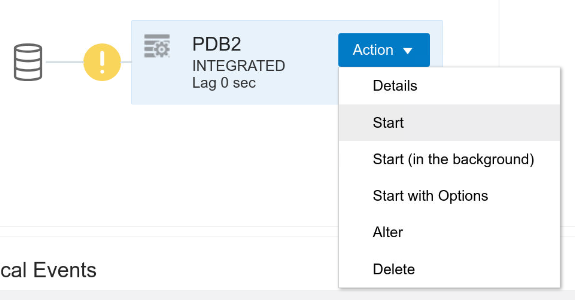 PDB2
INTEGRATED
Lag 0 sec
Action
Details
Start
Start (in the background)
Start with Options
Alter
Delete
cal Events